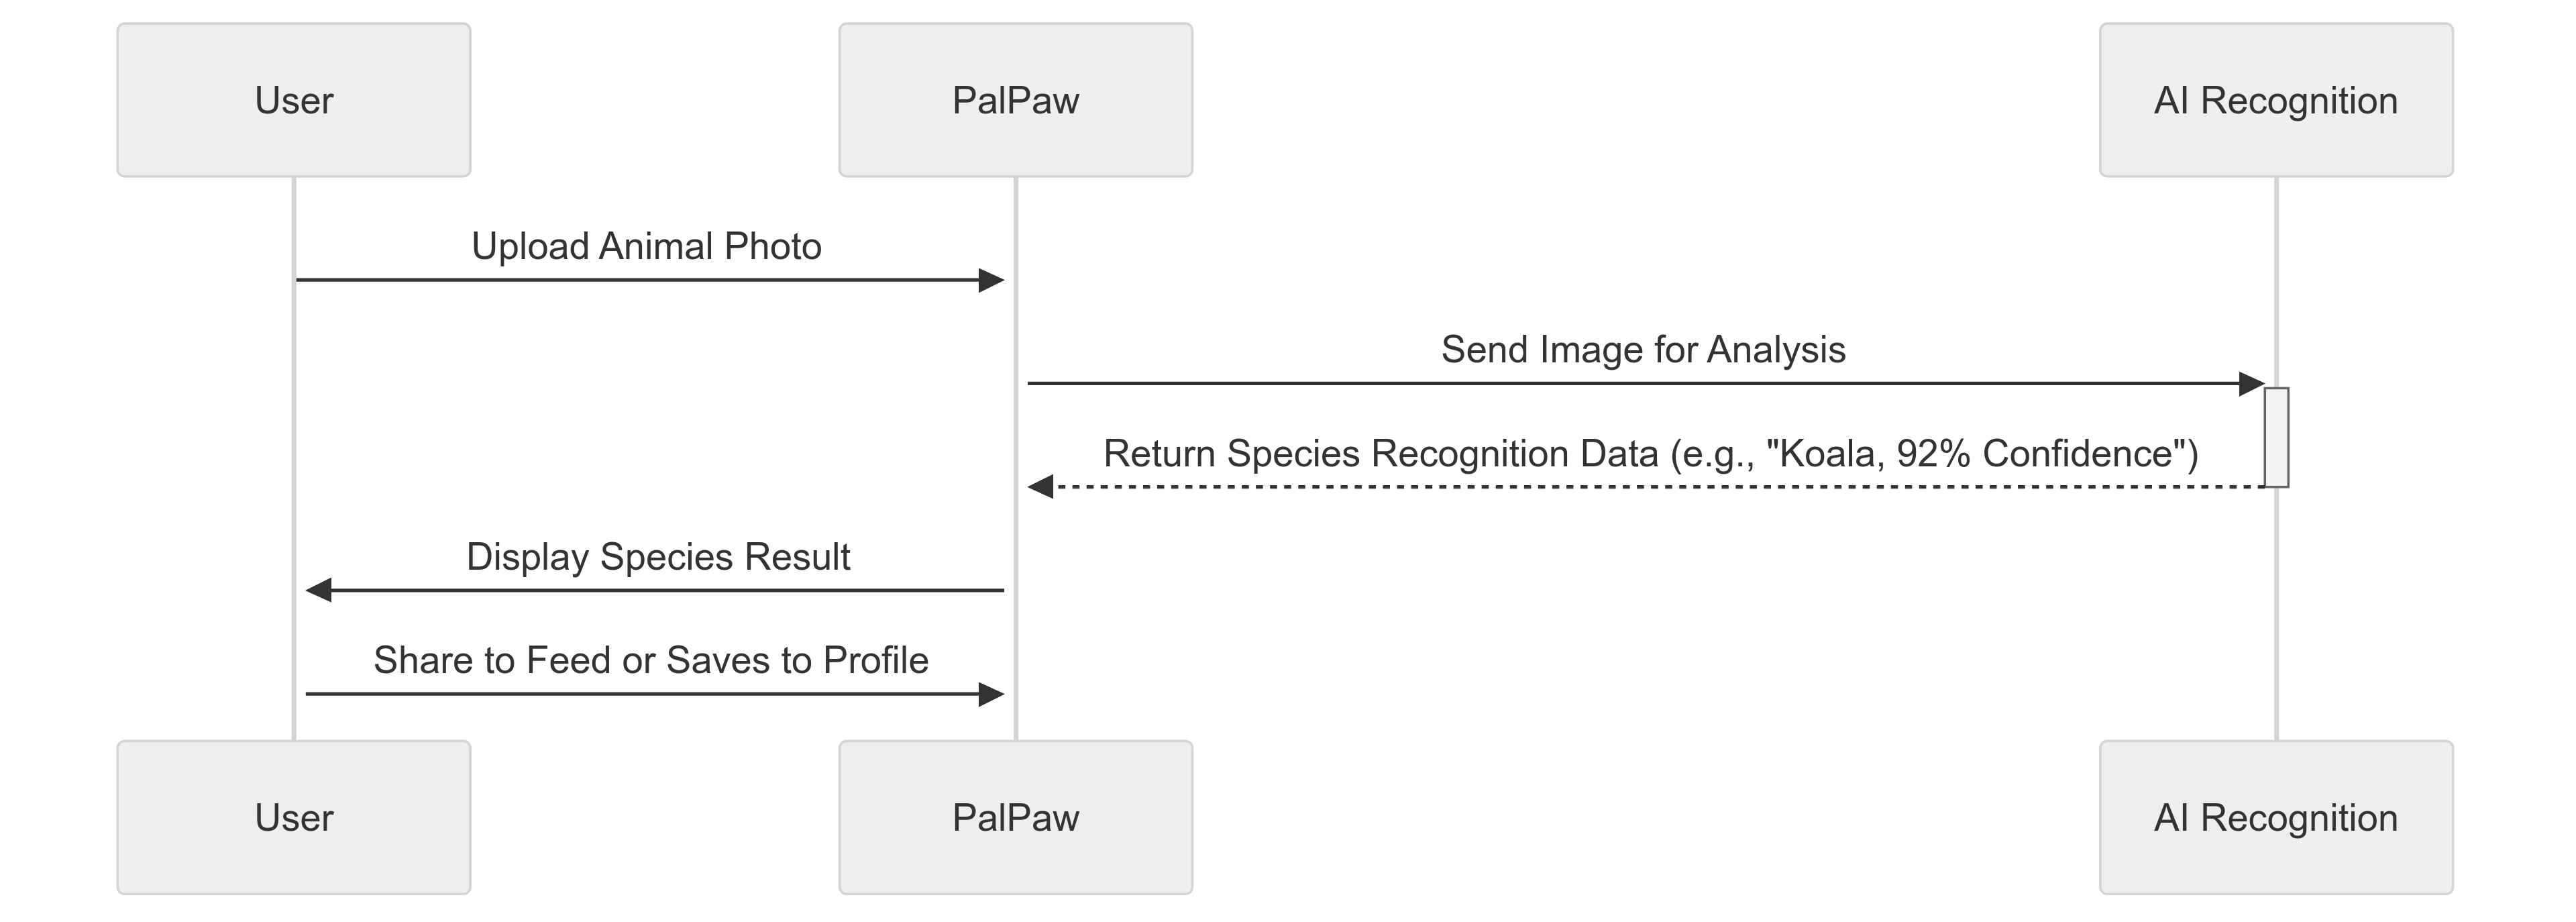 User
PalPaw
AI Recognition
Upload Animal Photo
Send Image for Analysis
Return Species Recognition Data (e.g., "Koala, 92% Confidence")
Display Species Result
Share to Feed or Saves to Profile
User
PalPaw
AI Recognition